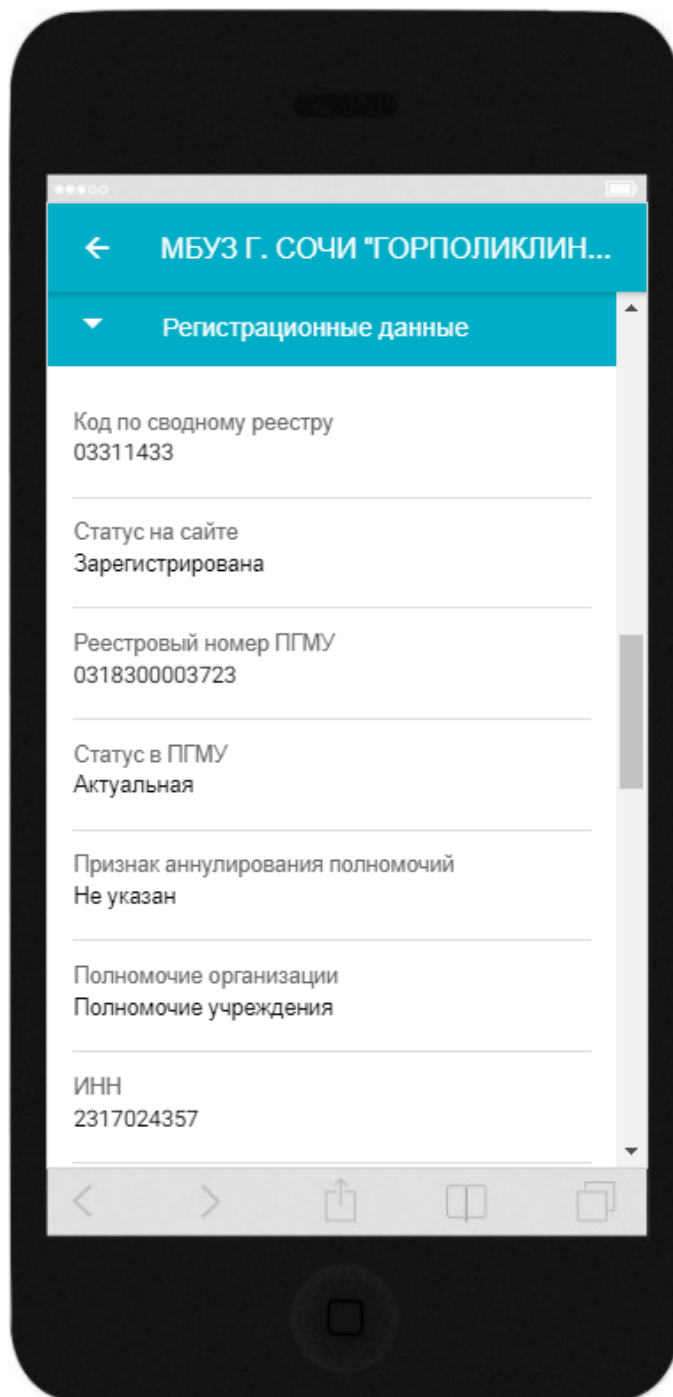 МБУЗ Г. СОЧИ "ГОРПОЛИКЛИН...
Регистрационные данные
Код по сводному реестру
03311433
Статус на сайте
Зарегистрирована
Реестровый номер ПГМУ
0318300003723
Статус в ПГМУ
Актуальная
Признак аннулирования полномочий
Не указан
Полномочие организации
Полномочие учреждения
ИНН
2317024357